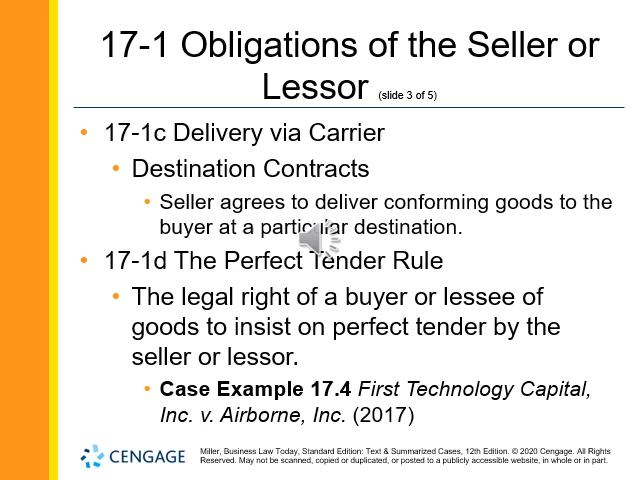 17-1 Obligations of the Seller or
Lessor (slide 3 of 5)
• 17-1c Delivery via Carrier
• Destination Contracts
• Seller agrees to deliver conforming goods to the
buyer at a particular destination.
• 17-1d The Perfect Tender Rule
• The legal right of a buyer or lessee of
goods to insist on perfect tender by the
seller or lessor.
• Case Example 17.4 First Technology Capital,
Inc. v. Airborne, Inc. (2017)
CENGAGE
Miller, Business Law Today, Standard Edition: Text & Summarized Cases, 12th Edition. © 2020 Cengage. All Rights
Reserved. May not be scanned, copied or duplicated, or posted to a publicly accessible website, in whole or in part.